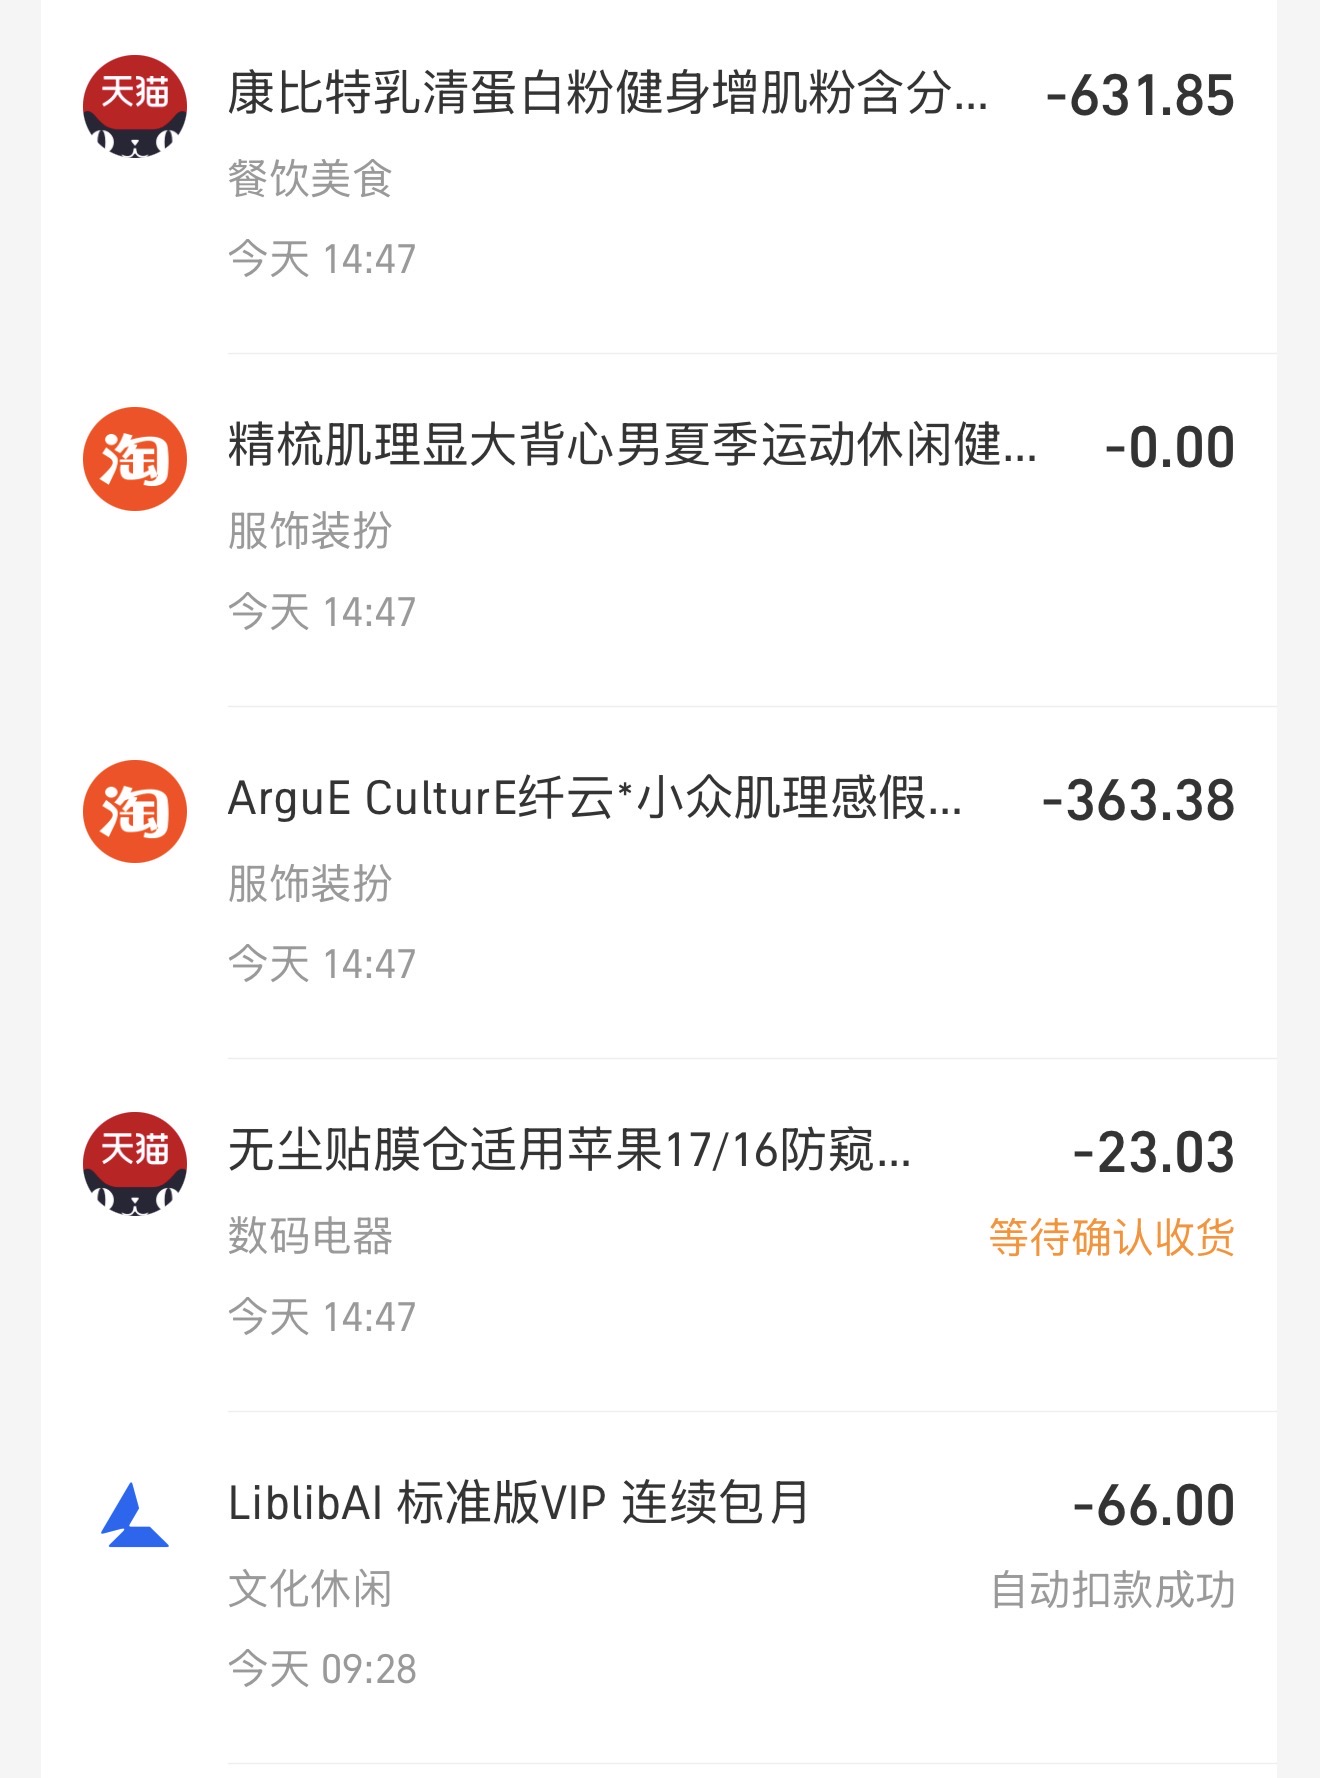 天猫
康比特乳清蛋白粉健身增肌粉含分... -631.85
餐饮美食
今天 14:47
淘
精梳肌理显大背心男夏季运动休闲健... -0.00
服饰装扮
今天 14:47
淘
ArguE CulturE纤云*小众肌理感假... -363.38
服饰装扮
今天 14:47
天猫
无尘贴膜仓适用苹果17/16防窥... -23.03
数码电器 等待确认收货
今天 14:47
LiblibAI 标准版VIP 连续包月 -66.00
文化休闲 自动扣款成功
今天 09:28